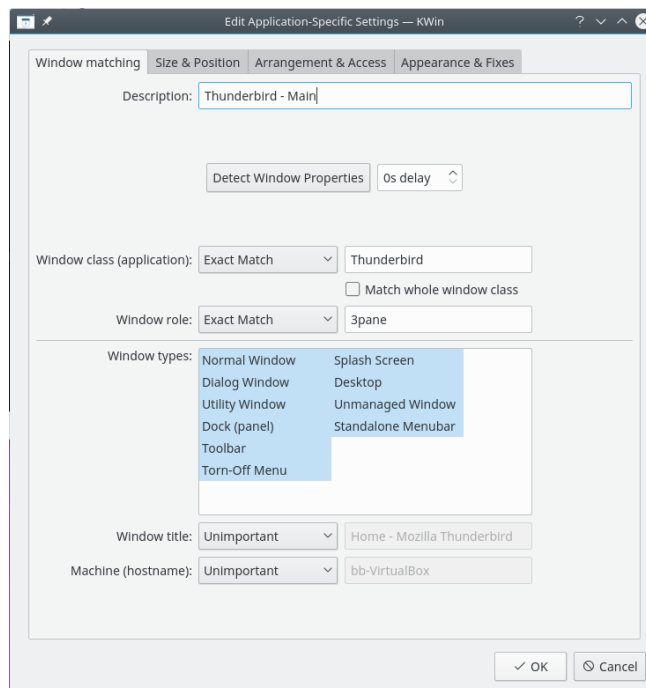 Edit Application-Specific Settings — KWin
Window matching Size & Position Arrangement & Access Appearance & Fixes
Description: Thunderbird - Main
Detect Window Properties 0s delay
Window class (application): Exact Match Thunderbird
Match whole window class
Window role: Exact Match 3pane
Window types:
Normal Window Splash Screen
Dialog Window Desktop
Utility Window Unmanaged Window
Dock (panel) Standalone Menubar
Toolbar
Torn-Off Menu
Window title: Unimportant Home - Mozilla Thunderbird
Machine (hostname): Unimportant bb-VirtualBox
OK Cancel